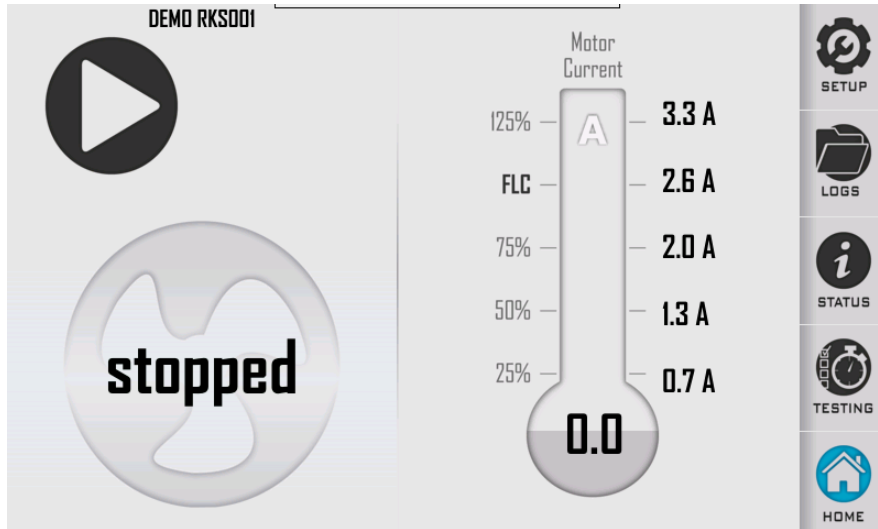 DEMO RKS001
Motor
Current
125%
3.3 A
A
FLC
2.6 A
75%
2.0 A
50%
1.3 A
25%
0.7 A
0.0
stopped
SETUP
LOGS
i
STATUS
TESTING
HOME